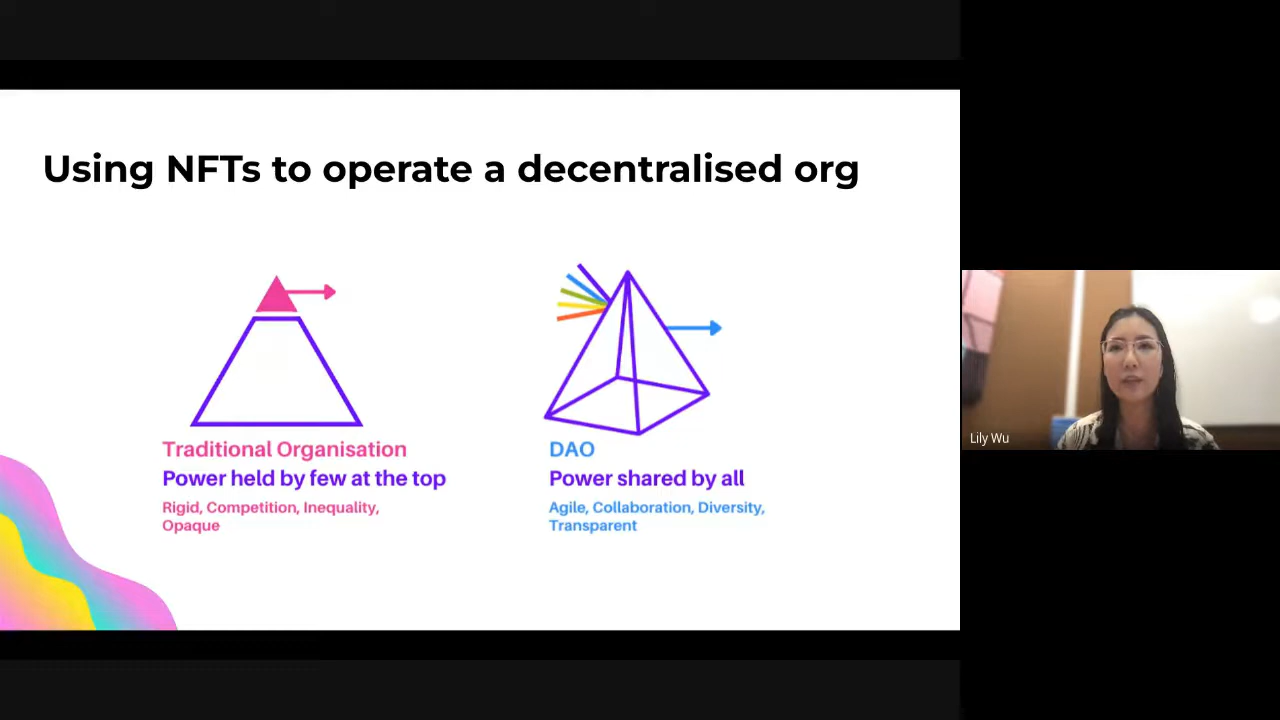 Using NFTs to operate a decentralised org
Traditional Organisation
Power held by few at the top
Rigid, Competition, Inequality,
Opaque
DAO
Power shared by all
Agile, Collaboration, Diversity,
Transparent
Lily Wu